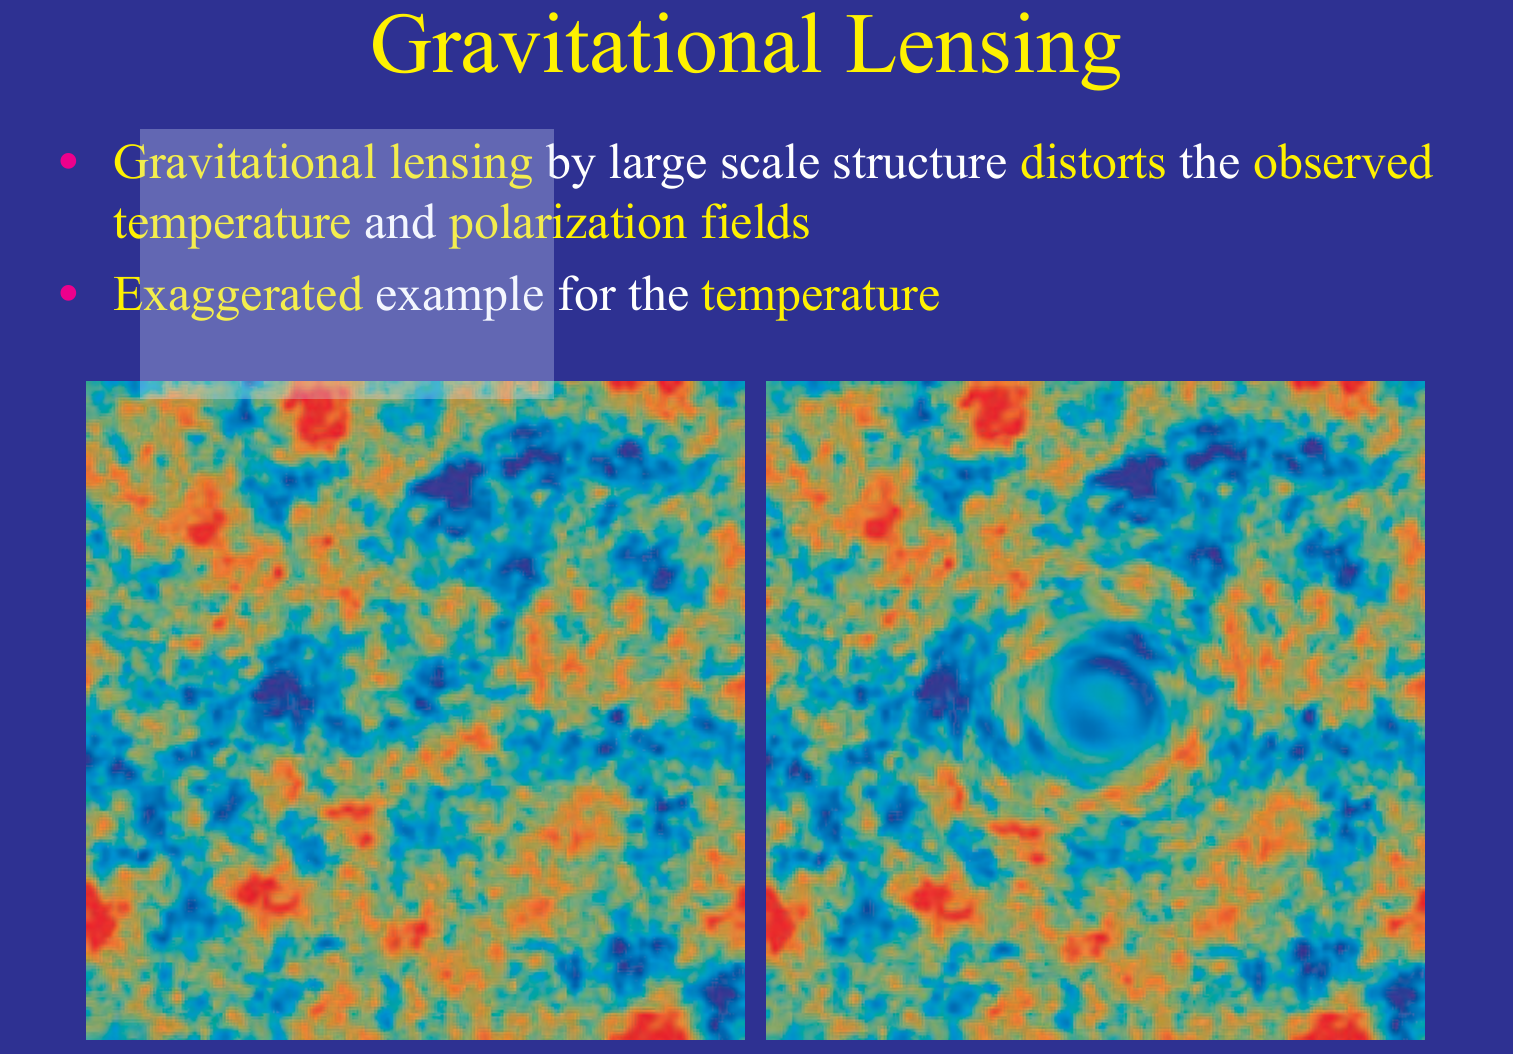 Gravitational Lensing
• Gravitational lensing by large scale structure distorts the observed
temperature and polarization fields
• Exaggerated example for the temperature